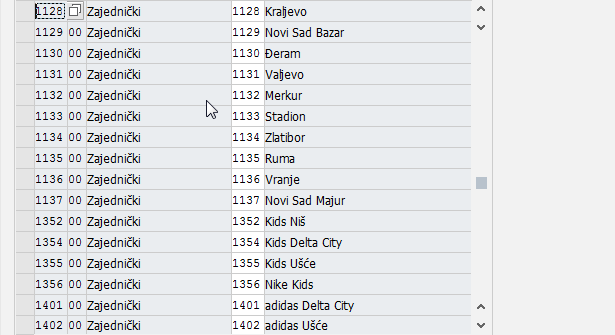 1128 Zajednički 1128 Kraljevo
1129 00 Zajednički 1129 Novi Sad Bazar
1130 00 Zajednički 1130 Đeram
1131 00 Zajednički 1131 Valjevo
1132 00 Zajednički 1132 Merkur
1133 00 Zajednički 1133 Stadion
1134 00 Zajednički 1134 Zlatibor
1135 00 Zajednički 1135 Ruma
1136 00 Zajednički 1136 Vranje
1137 00 Zajednički 1137 Novi Sad Majur
1352 00 Zajednički 1352 Kids Niš
1354 00 Zajednički 1354 Kids Delta City
1355 00 Zajednički 1355 Kids Ušće
1356 00 Zajednički 1356 Nike Kids
1401 00 Zajednički 1401 adidas Delta City
1402 00 Zajednički 1402 adidas Ušće